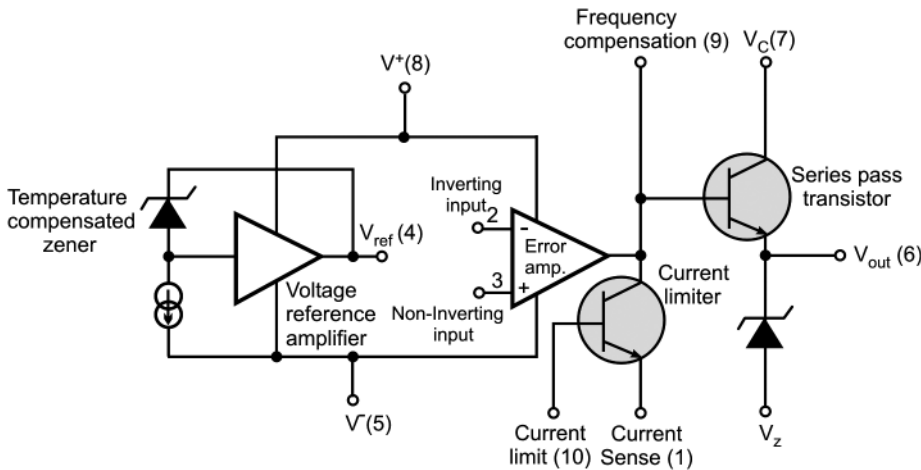 Frequency
compensation (9)
V_C (7)
V⁺(8)
Temperature
compensated
zener
V_ref (4)
Voltage
reference
amplifier
Inverting
input
2
-
Error
amp.
3
+
Non-Inverting
input
Current
limiter
Series pass
transistor
V_out (6)
V⁻(5)
Current
limit (10)
Current
Sense (1)
V_z